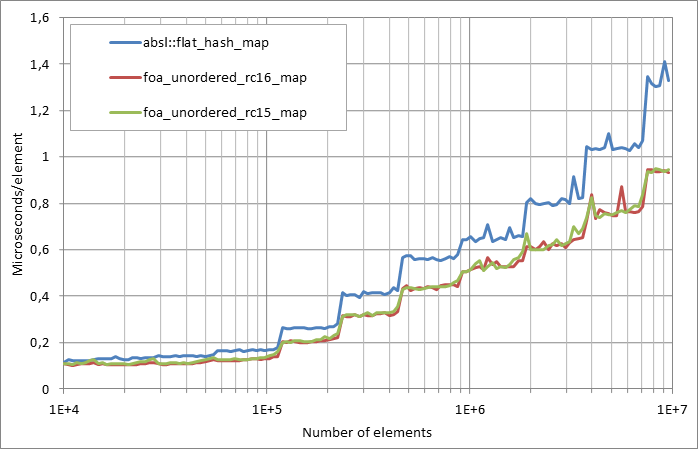 1,6
1,4
1,2
1
0,8
0,6
0,4
0,2
0
Microseconds/element
absl::flat_hash_map
foa_unordered_rc16_map
foa_unordered_rc15_map
1E+4 1E+5 1E+6 1E+7
Number of elements